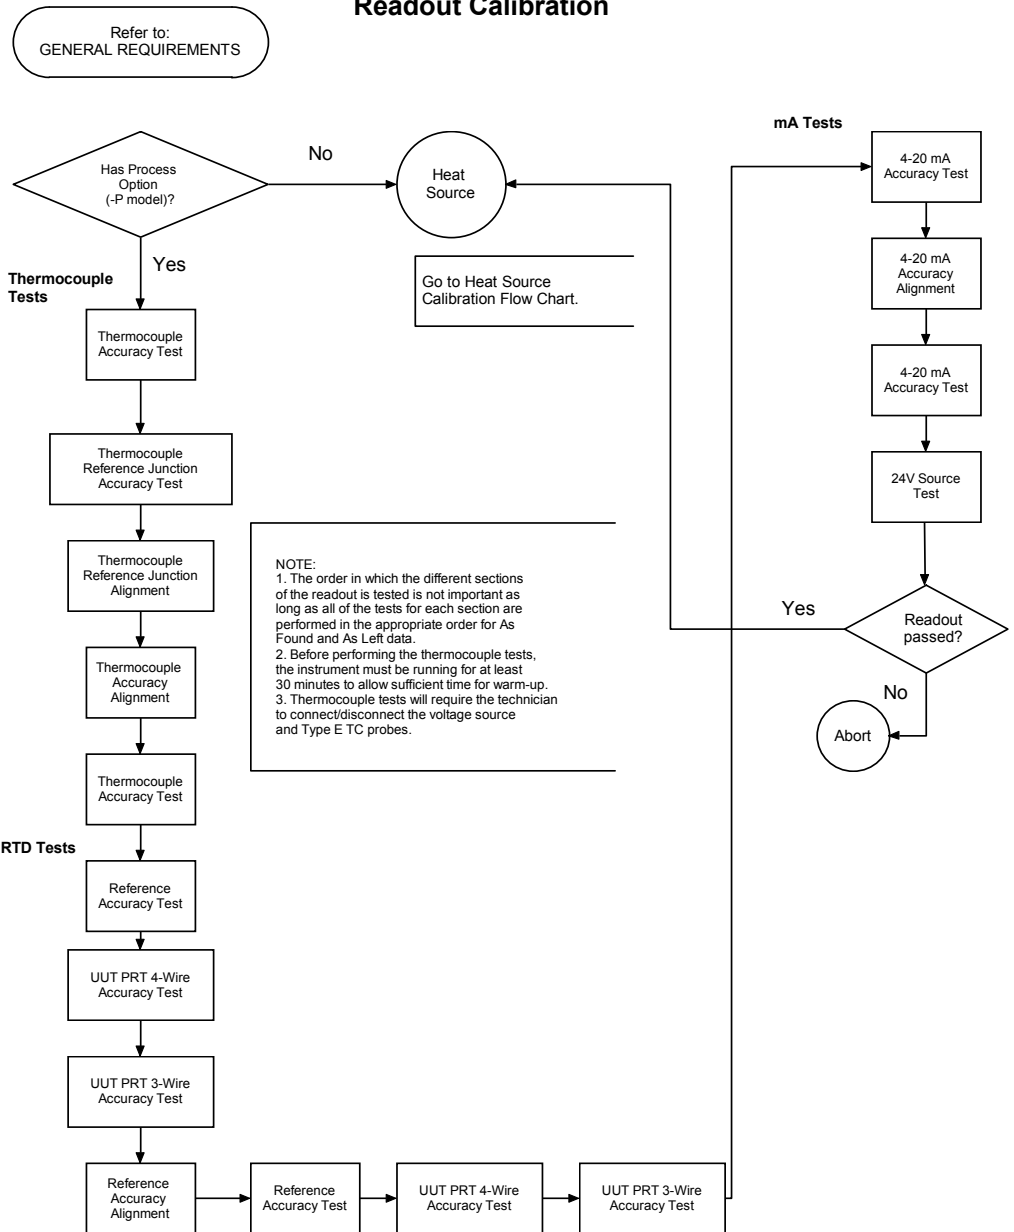 Readout Calibration
Refer to:
GENERAL REQUIREMENTS
Has Process
Option
(-P model)?
No
Heat
Source
Yes
Go to Heat Source
Calibration Flow Chart.
Thermocouple
Tests
Thermocouple
Accuracy Test
Thermocouple
Reference Junction
Accuracy Test
Thermocouple
Reference Junction
Alignment
Thermocouple
Accuracy
Alignment
Thermocouple
Accuracy Test
NOTE:
1. The order in which the different sections
of the readout is tested is not important as
long as all of the tests for each section are
performed in the appropriate order for As
Found and As Left data.
2. Before performing the thermocouple tests,
the instrument must be running for at least
30 minutes to allow sufficient time for warm-up.
3. Thermocouple tests will require the technician
to connect/disconnect the voltage source
and Type E TC probes.
RTD Tests
Reference
Accuracy Test
UUT PRT 4-Wire
Accuracy Test
UUT PRT 3-Wire
Accuracy Test
Reference
Accuracy
Alignment
Reference
Accuracy Test
UUT PRT 4-Wire
Accuracy Test
UUT PRT 3-Wire
Accuracy Test
mA Tests
4-20 mA
Accuracy Test
4-20 mA
Accuracy
Alignment
4-20 mA
Accuracy Test
24V Source
Test
Readout
passed?
Yes
No
Abort